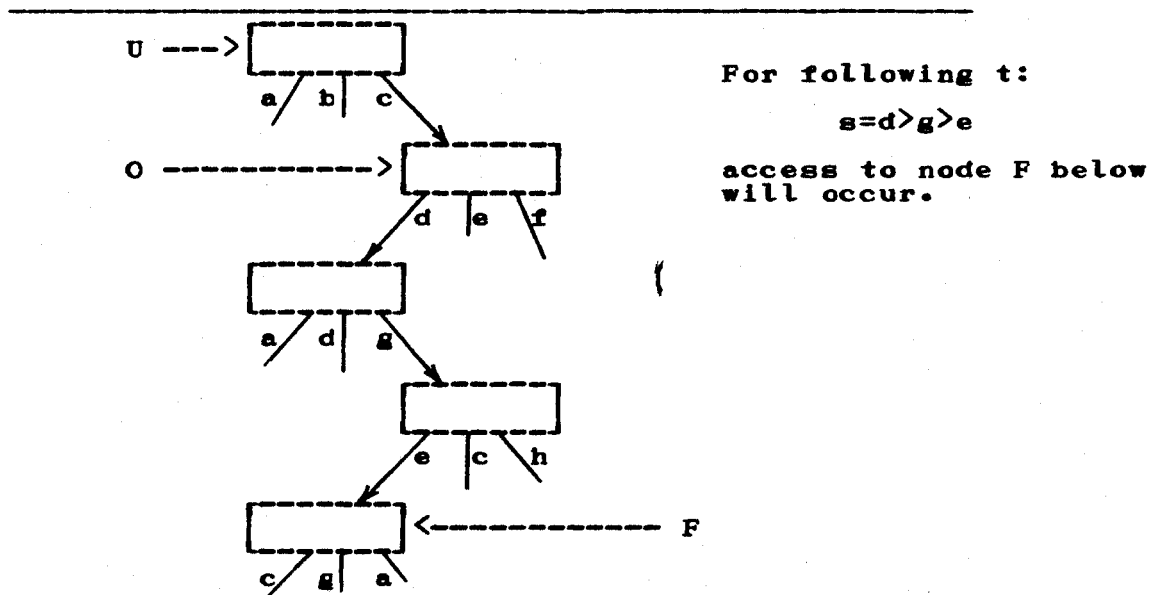 U ---->
a b c
For following t:
s=d>g>e
access to node F below
will occur.
O -------------->
d e f
a d g
e c h
<-------------- F
c g a